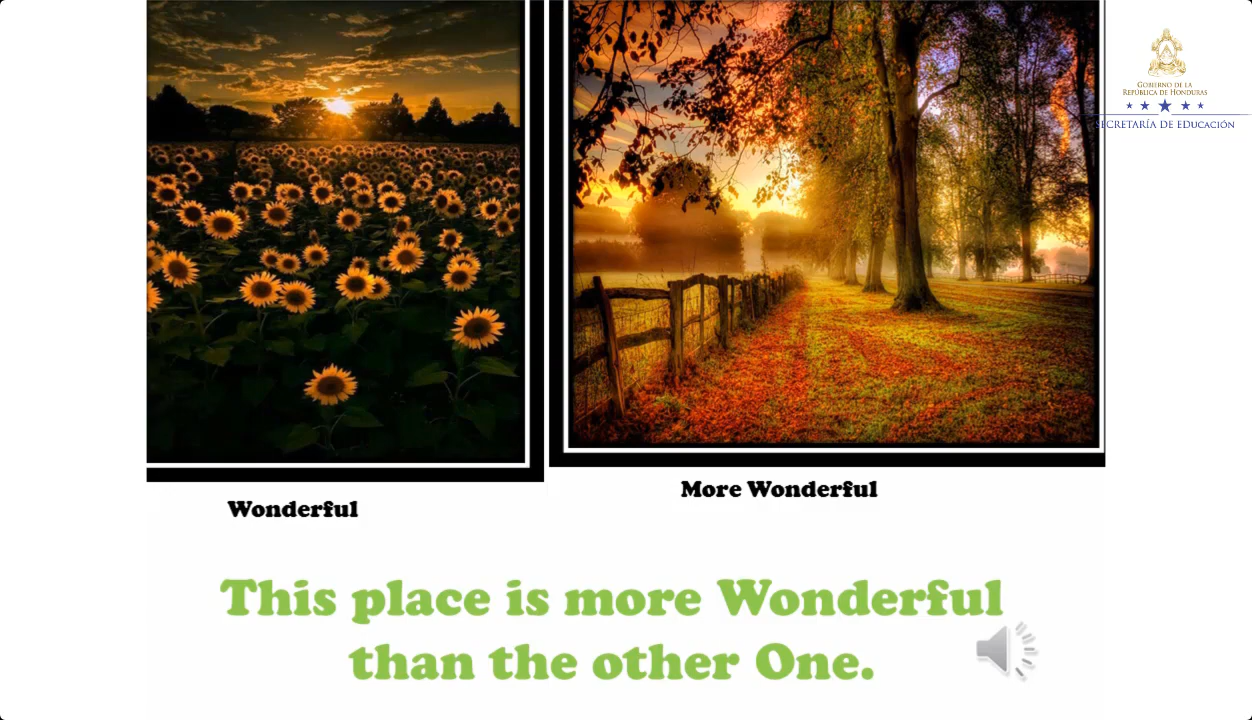 GOBIERNO DE LA
REPÚBLICA DE HONDURAS
SECRETARÍA DE EDUCACIÓN
Wonderful
More Wonderful
This place is more Wonderful
than the other One.